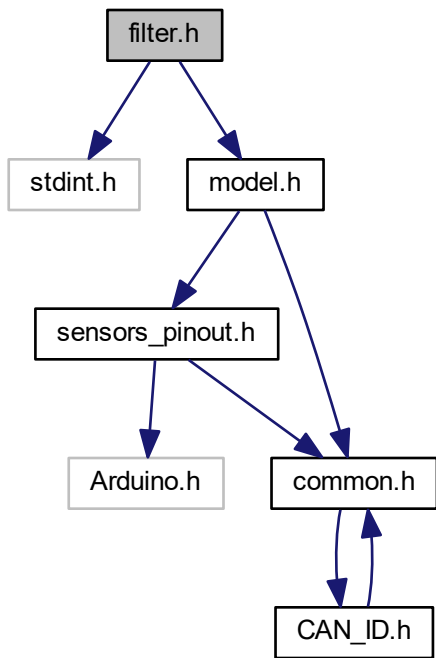 filter.h
stdint.h
model.h
sensors_pinout.h
Arduino.h
common.h
CAN_ID.h